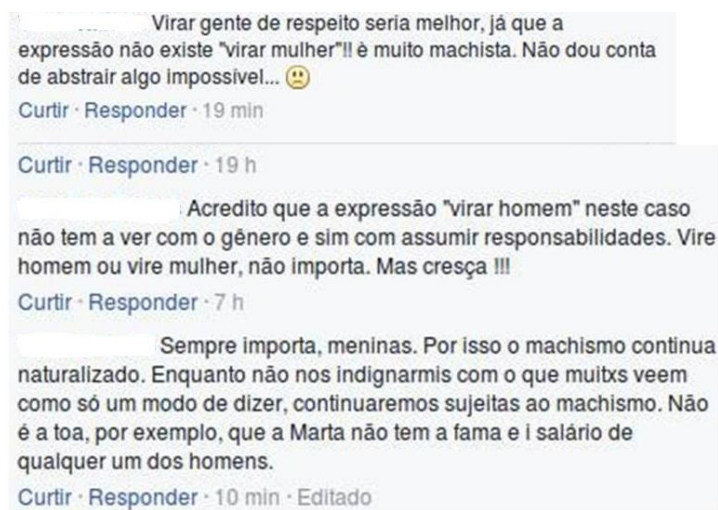 Virar gente de respeito seria melhor, já que a
expressão não existe "virar mulher"!! è muito machista. Não dou conta
de abstrair algo impossível...
Curtir · Responder · 19 min
Curtir · Responder · 19 h
Acredito que a expressão "virar homem" neste caso
não tem a ver com o gênero e sim com assumir responsabilidades. Vire
homem ou vire mulher, não importa. Mas cresça !!!
Curtir · Responder · 7 h
Sempre importa, meninas. Por isso o machismo continua
naturalizado. Enquanto não nos indignarmis com o que muitxs veem
como só um modo de dizer, continuaremos sujeitas ao machismo. Não
é a toa, por exemplo, que a Marta não tem a fama e i salário de
qualquer um dos homens.
Curtir · Responder · 10 min · Editado